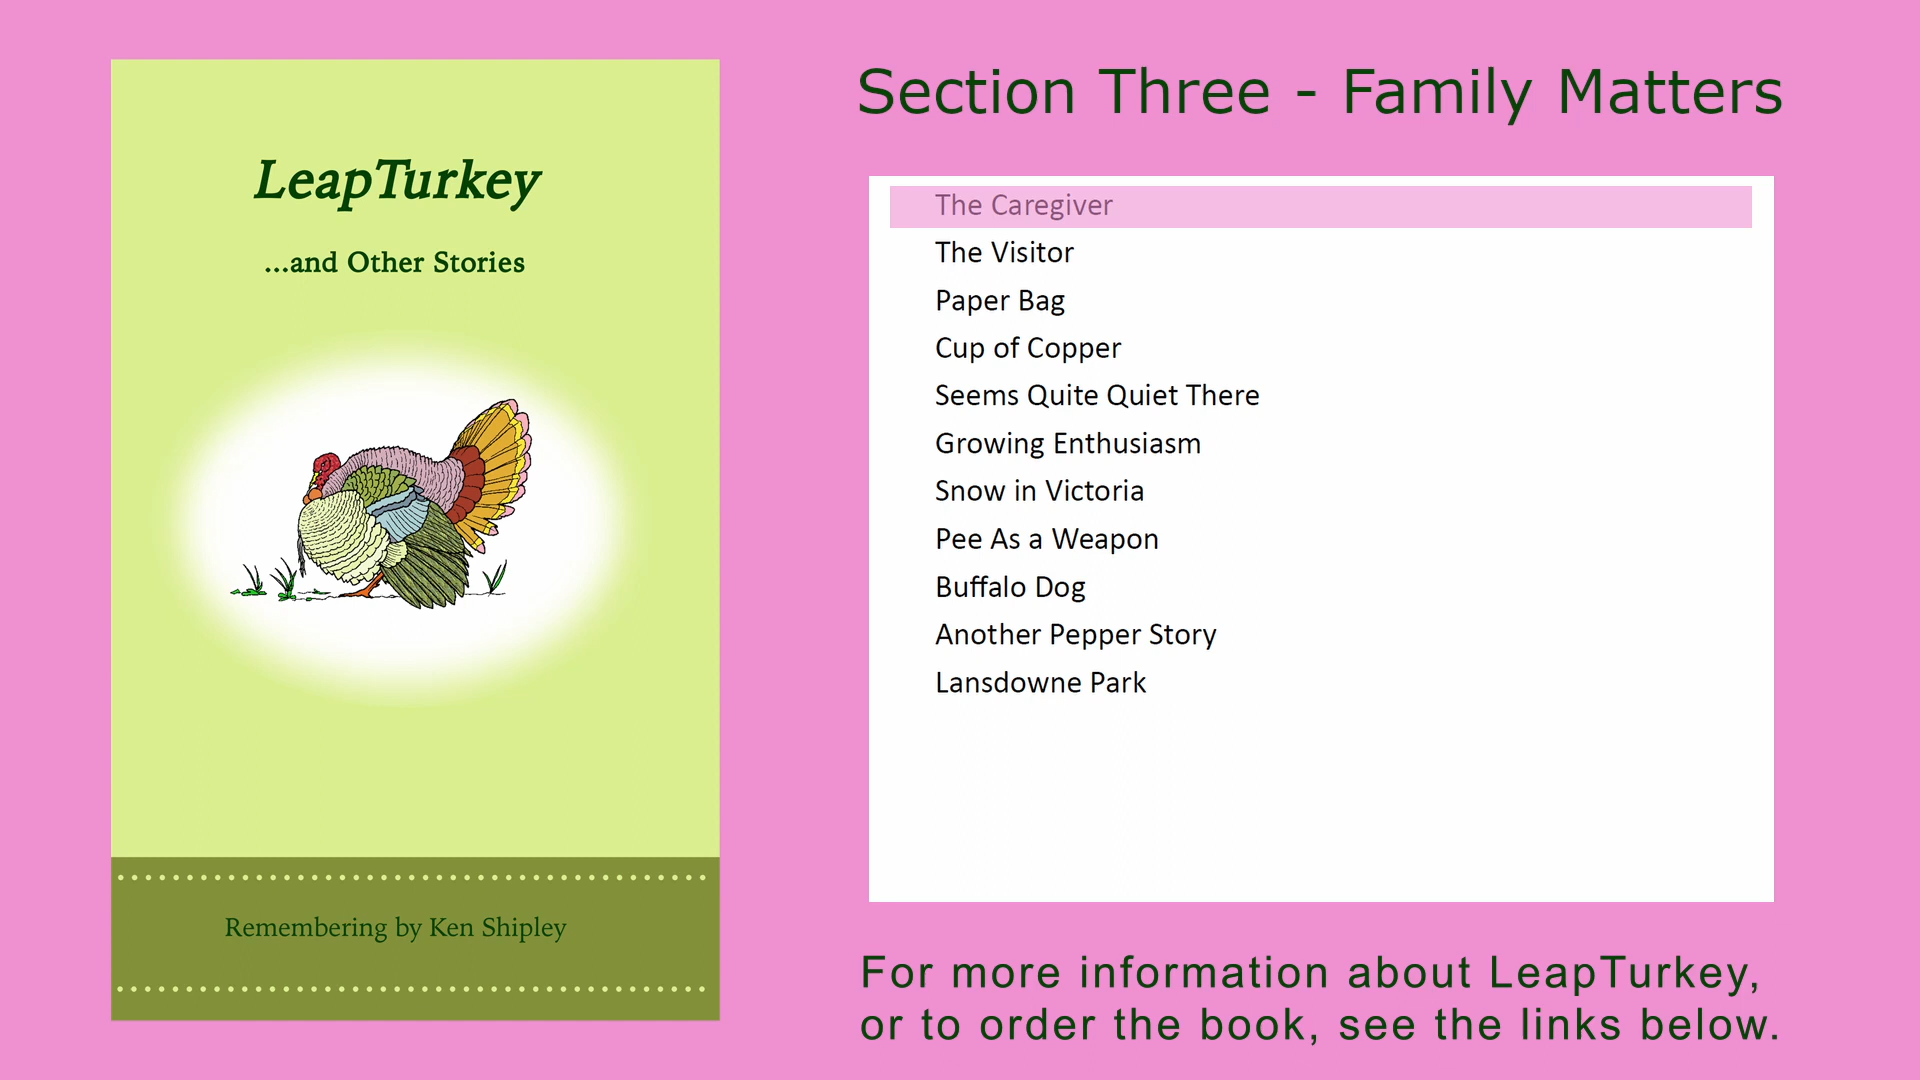 LeapTurkey
...and Other Stories
Remembering by Ken Shipley
Section Three - Family Matters
The Caregiver
The Visitor
Paper Bag
Cup of Copper
Seems Quite Quiet There
Growing Enthusiasm
Snow in Victoria
Pee As a Weapon
Buffalo Dog
Another Pepper Story
Lansdowne Park
For more information about LeapTurkey,
or to order the book, see the links below.